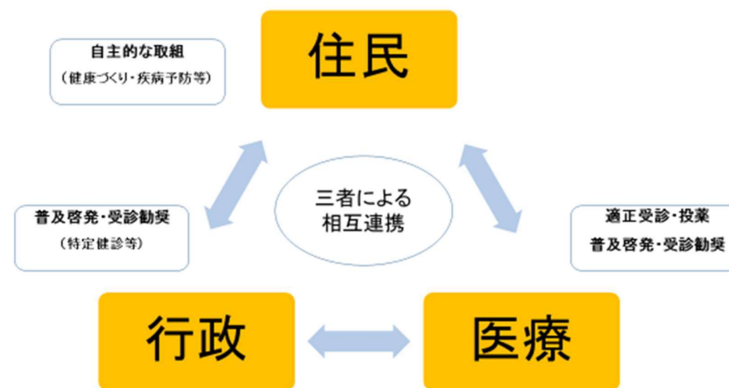 住民
自主的な取組
（健康づくり・疾病予防等）
三者による
相互連携
普及啓発・受診勧奨
（特定健診等）
適正受診・投薬
普及啓発・受診勧奨
行政
医療